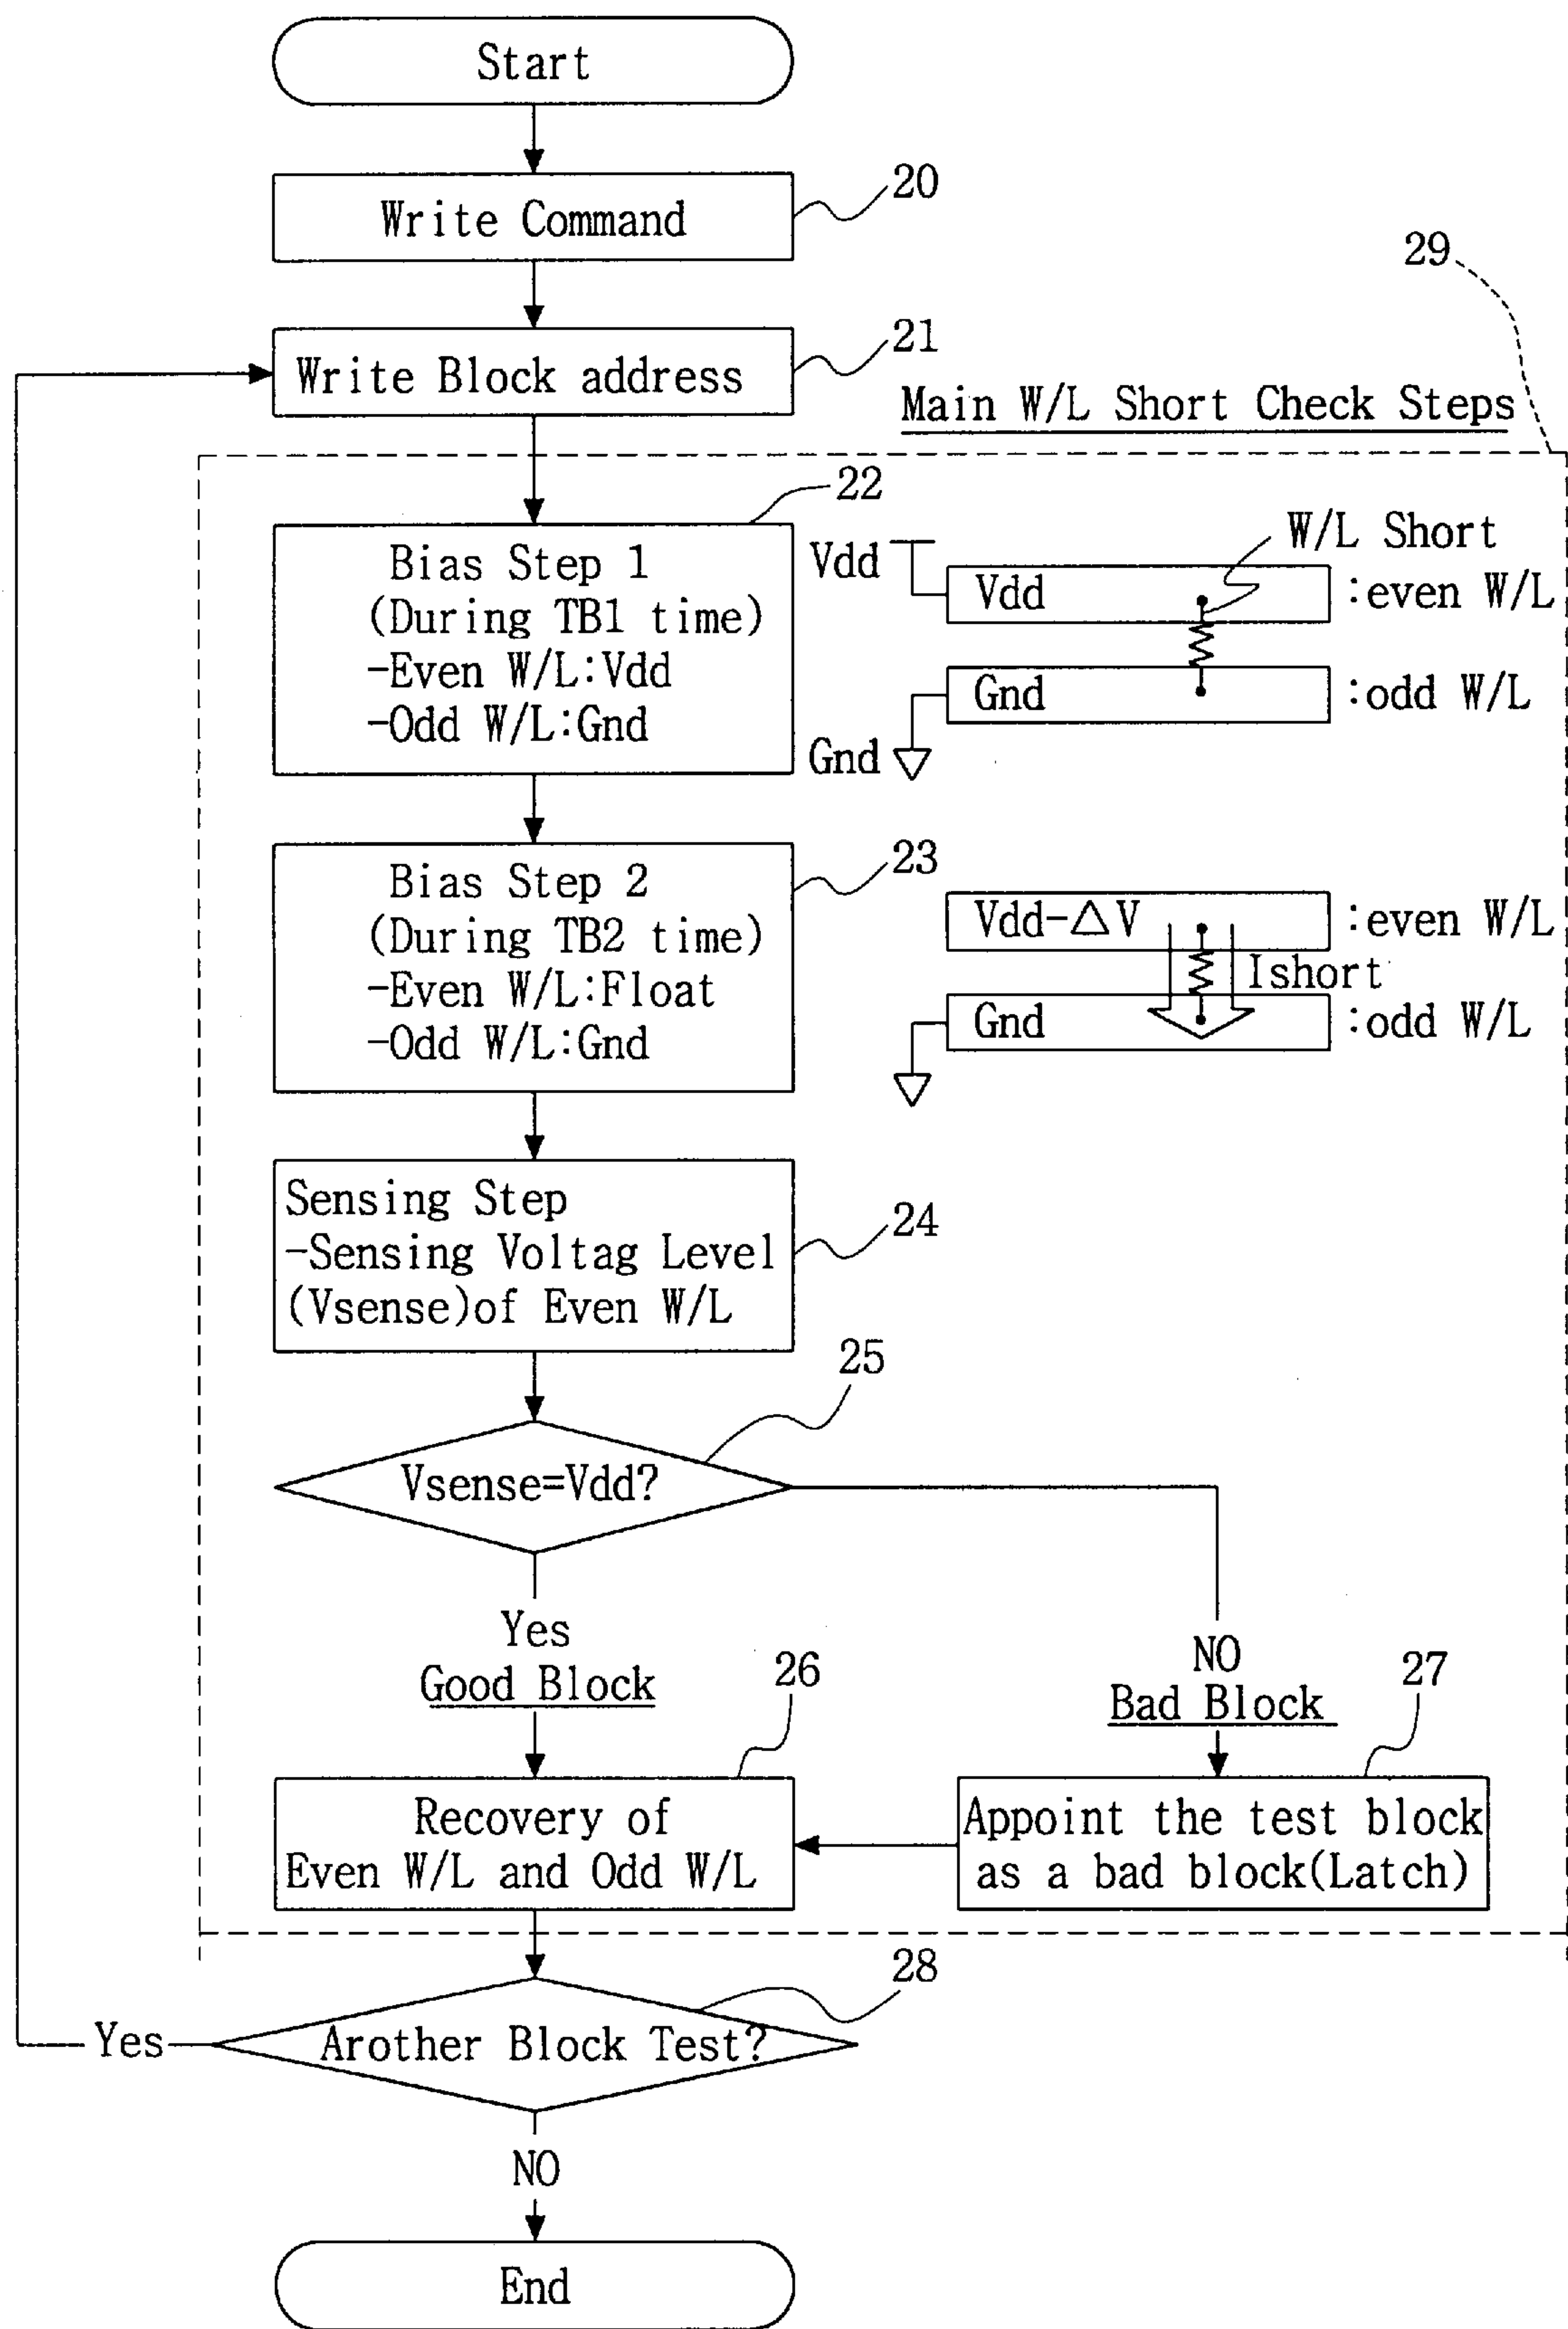 Start
20
Write Command
29
21
Write Block address
Main W/L Short Check Steps
22
Bias Step 1
(During TB1 time)
-Even W/L:Vdd
-Odd W/L:Gnd
W/L Short
Vdd
Vdd
:even W/L
Gnd
:odd W/L
Gnd
23
Bias Step 2
(During TB2 time)
-Even W/L:Float
-Odd W/L:Gnd
Vdd-△V
:even W/L
Ishort
Gnd
:odd W/L
24
Sensing Step
-Sensing Voltag Level
(Vsense)of Even W/L
25
Vsense=Vdd?
Yes
Good Block
NO
Bad Block
26
27
Recovery of
Even W/L and Odd W/L
Appoint the test block
as a bad block(Latch)
28
Yes
Arother Block Test?
NO
End